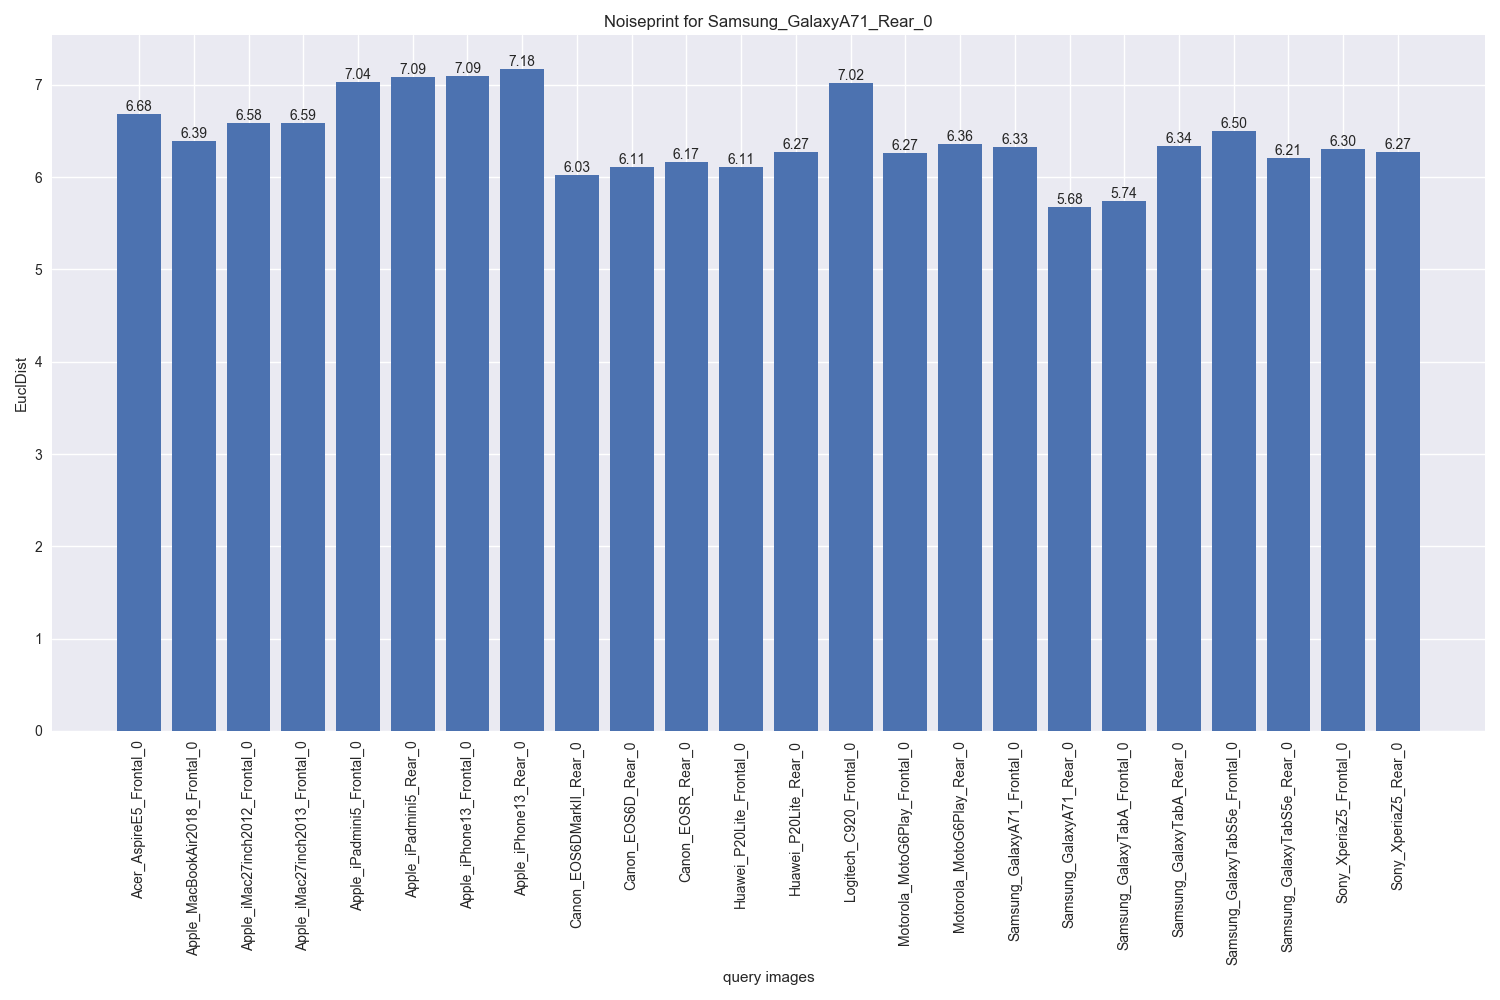 Noiseprint for Samsung_GalaxyA71_Rear_0
EuclDist
7
6
5
4
3
2
1
0
6.68
6.39
6.58
6.59
7.04
7.09
7.09
7.18
6.03
6.11
6.17
6.11
6.27
7.02
6.27
6.36
6.33
5.68
5.74
6.34
6.50
6.21
6.30
6.27
Acer_AspireE5_Frontal_0
Apple_MacBookAir2018_Frontal_0
Apple_iMac27inch2012_Frontal_0
Apple_iMac27inch2013_Frontal_0
Apple_iPadmini5_Frontal_0
Apple_iPadmini5_Rear_0
Apple_iPhone13_Frontal_0
Apple_iPhone13_Rear_0
Canon_EOS6DMarkII_Rear_0
Canon_EOS6D_Rear_0
Canon_EOSR_Rear_0
Huawei_P20Lite_Frontal_0
Huawei_P20Lite_Rear_0
Logitech_C920_Frontal_0
Motorola_MotoG6Play_Frontal_0
Motorola_MotoG6Play_Rear_0
Samsung_GalaxyA71_Frontal_0
Samsung_GalaxyA71_Rear_0
Samsung_GalaxyTabA_Frontal_0
Samsung_GalaxyTabA_Rear_0
Samsung_GalaxyTabS5e_Frontal_0
Samsung_GalaxyTabS5e_Rear_0
Sony_XperiaZ5_Frontal_0
Sony_XperiaZ5_Rear_0
query images